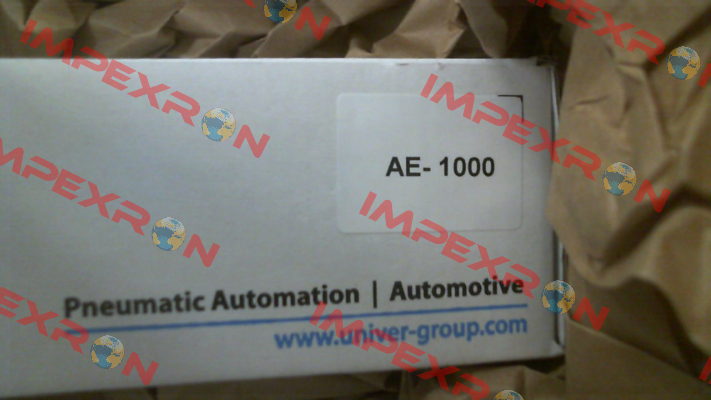 IMPEXRON
IMPEXRON
IMPEXRON
AE- 1000
IMPEXRON
IMPEXRON
Pneumatic Automation | Automotive
www.univer-group.com
IMPEXRON